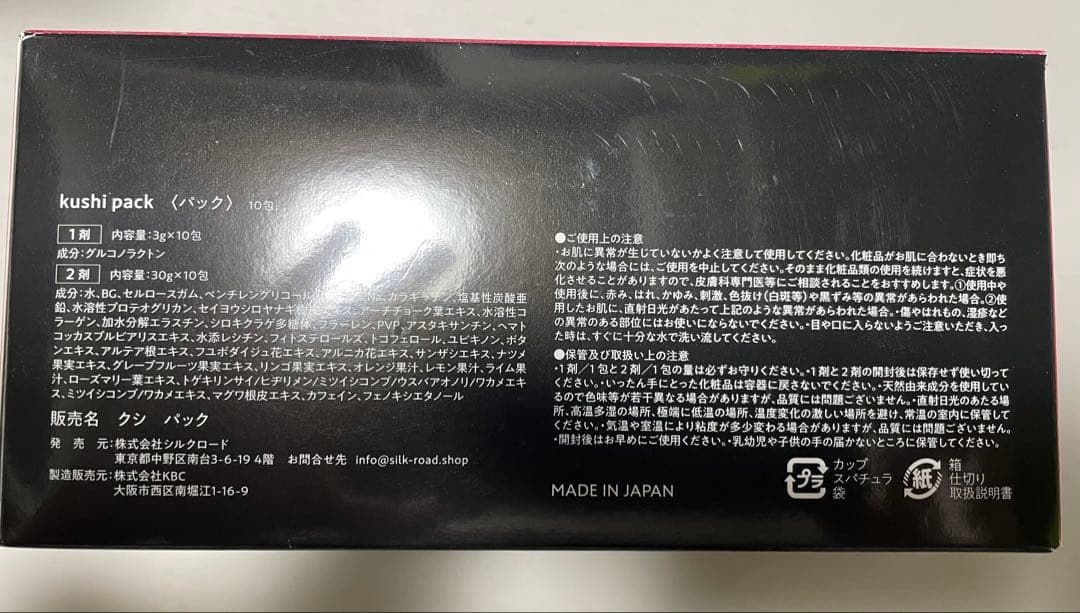 kushi pack 〈パック〉 10包
1剤 内容量:3g×10包
成分:グルコノラクトン
2剤 内容量:30g×10包
成分:水、BG、セルロースガム、ペンチレングリコール、 Na、カラギーナン、塩基性炭酸亜
鉛、水溶性プロテオグリカン、セイヨウシロヤナギ樹 アーチチョーク葉エキス、水溶性コ
ラーゲン、加水分解エラスチン、シロキクラゲ多糖体、フラーレン、PVP、アスタキサンチン、ヘマト
コッカスプルビアリスエキス、水添レシチン、フィトステロールズ、トコフェロール、ユビキノン、ボタ
ンエキス、アルテア根エキス、フユボダイジュ花エキス、アルニカ花エキス、サンザシエキス、ナツメ
果実エキス、グレープフルーツ果実エキス、リンゴ果実エキス、オレンジ果汁、レモン果汁、ライム果
汁、ローズマリー葉エキス、トゲキリンサイ/ヒヂリメン/ミツイシコンブ/ウスバアオノリ/ワカメエキ
ス、ミツイシコンブ/ワカメエキス、マグワ根皮エキス、カフェイン、フェノキシエタノール
販売名 クシ パック
発 売 元:株式会社シルクロード
東京都中野区南台3-6-19 4階 お問合せ先 info@silk-road.shop
製造販売元:株式会社KBC
大阪市西区南堀江1-16-9
●ご使用上の注意
・お肌に異常が生じていないかよく注意して使用してください。化粧品がお肌に合わないとき即ち
次のような場合には、ご使用を中止してください。そのまま化粧品類の使用を続けますと、症状を悪
化させることがありますので、皮膚科専門医等にご相談されることをおすすめします。①使用中や
使用後に、赤み、はれ、かゆみ、刺激、色抜け(白斑等)や黒ずみ等の異常があらわれた場合。②使
用したお肌に、直射日光があたって上記のような異常があらわれた場合。・傷やはれもの、湿疹など
の異常のある部位にはお使いにならないでください。・目や口に入らないようご注意いただき、入っ
た時は、すぐに十分な水で洗い流してください。
●保管及び取扱い上の注意
・1剤/1包と2剤/1包の量は必ずお守りください。・1剤と2剤の開封後は保存せず使い切って
ください。・いったん手にとった化粧品は容器に戻さないでください。・天然由来成分を使用してい
るので色味等が若干異なる場合がありますが、品質には問題ございません。・直射日光のあたる場
所、高温多湿の場所、極端に低温の場所、温度変化の激しい場所を避け、常温の室内に保管してく
ださい。・気温や室温により粘度が多少変わる場合がありますが、品質には問題ございません。
・開封後はお早めにご使用ください。・乳幼児や子供の手の届かないところに保管してください。
MADE IN JAPAN
プラ カップ
スパチュラ
袋
紙 箱
仕切り
取扱説明書